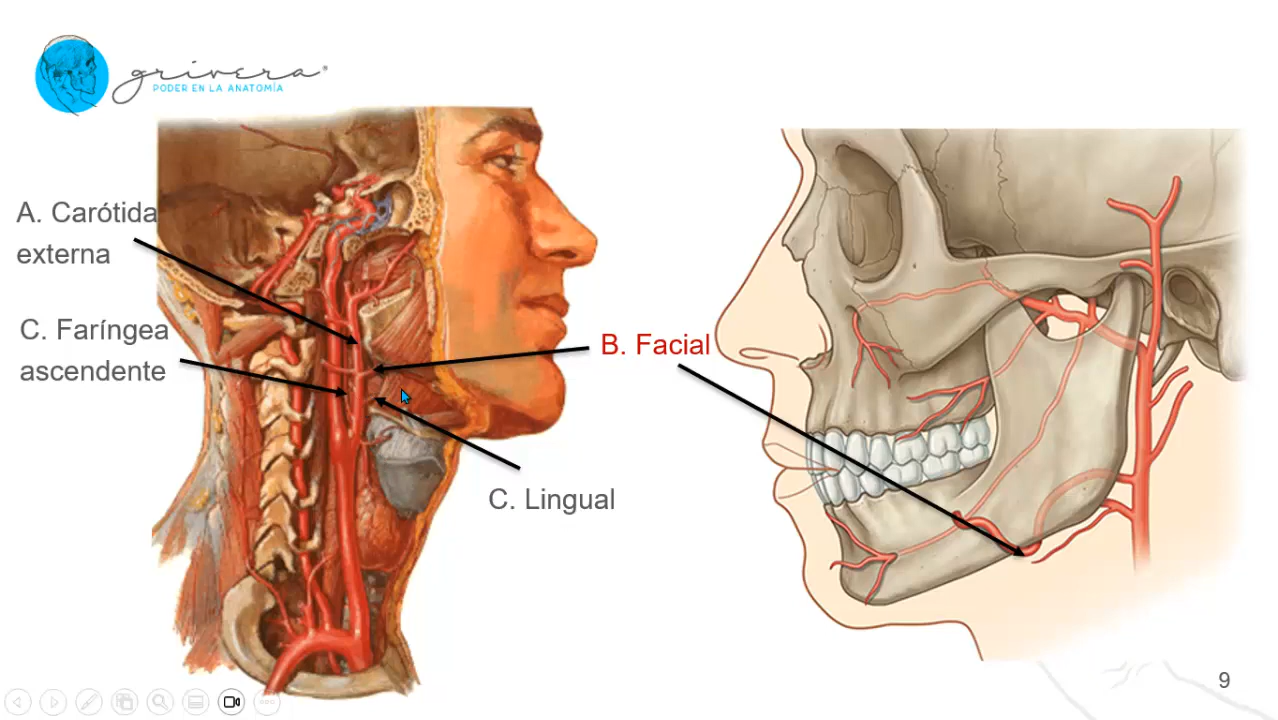 grivera®
PODER EN LA ANATOMÍA
A. Carótida
externa
C. Faríngea
ascendente
B. Facial
C. Lingual
9